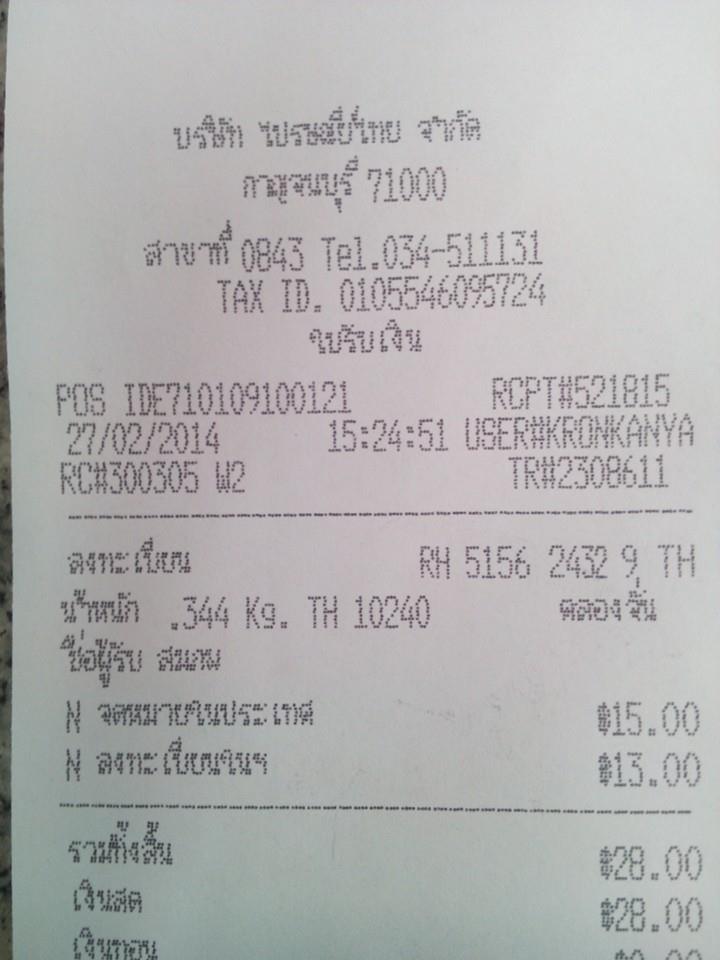 บริษัท ไปรษณีย์ไทย จำกัด
กาญจนบุรี 71000
สาขาที่ 0843 Tel.034-511131
TAX ID. 0105546095724
ใบรับเงิน
POS IDE710109100121 RCPT#521815
27/02/2014 15:24:51 USER#KRONKANYA
RC#300305 W2 TR#2308611
ลงทะเบียน RH 5156 2432 9 TH
น้ำหนัก .344 Kg. TH 10240 คลองจั่น
ชื่อผู้รับ สมภพ
N จดหมายในประเทศ ฿15.00
N ลงทะเบียนในฯ ฿13.00
รวมทั้งสิ้น ฿28.00
เงินสด ฿28.00
เงินทอน ฿0.00